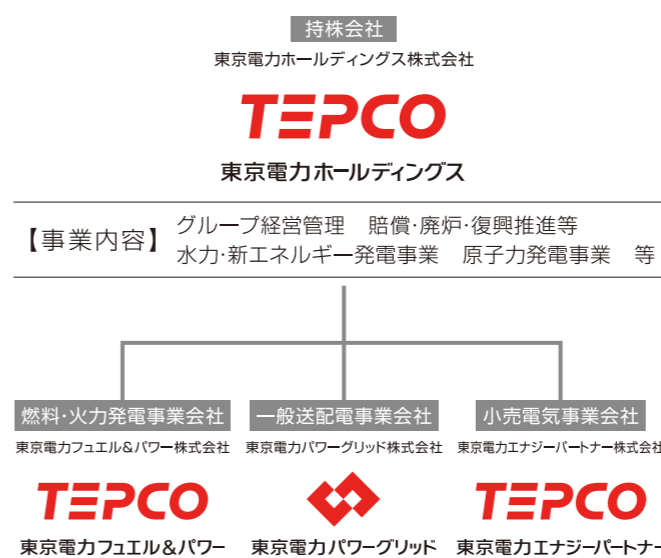 持株会社
東京電力ホールディングス株式会社
TEPCO
東京電力ホールディングス
【事業内容】 グループ経営管理 賠償・廃炉・復興推進等
水力・新エネルギー発電事業 原子力発電事業 等
燃料・火力発電事業会社 一般送配電事業会社 小売電気事業会社
東京電力フュエル&パワー株式会社 東京電力パワーグリッド株式会社 東京電力エナジーパートナー株式会社
TEPCO TEPCO
東京電力フュエル&パワー 東京電力パワーグリッド 東京電力エナジーパートナー